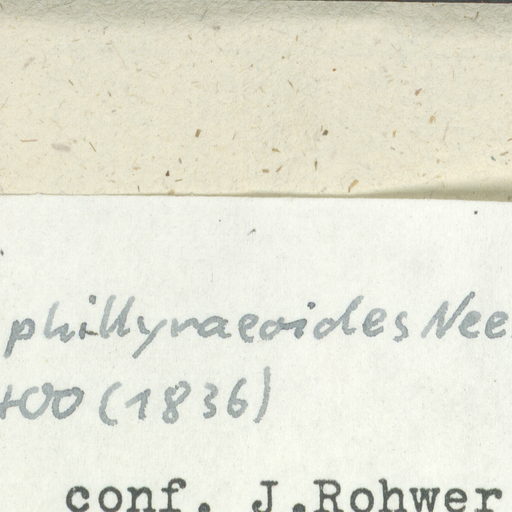 phillyraeoides Nee
400 (1836)
conf. J.Rohwer